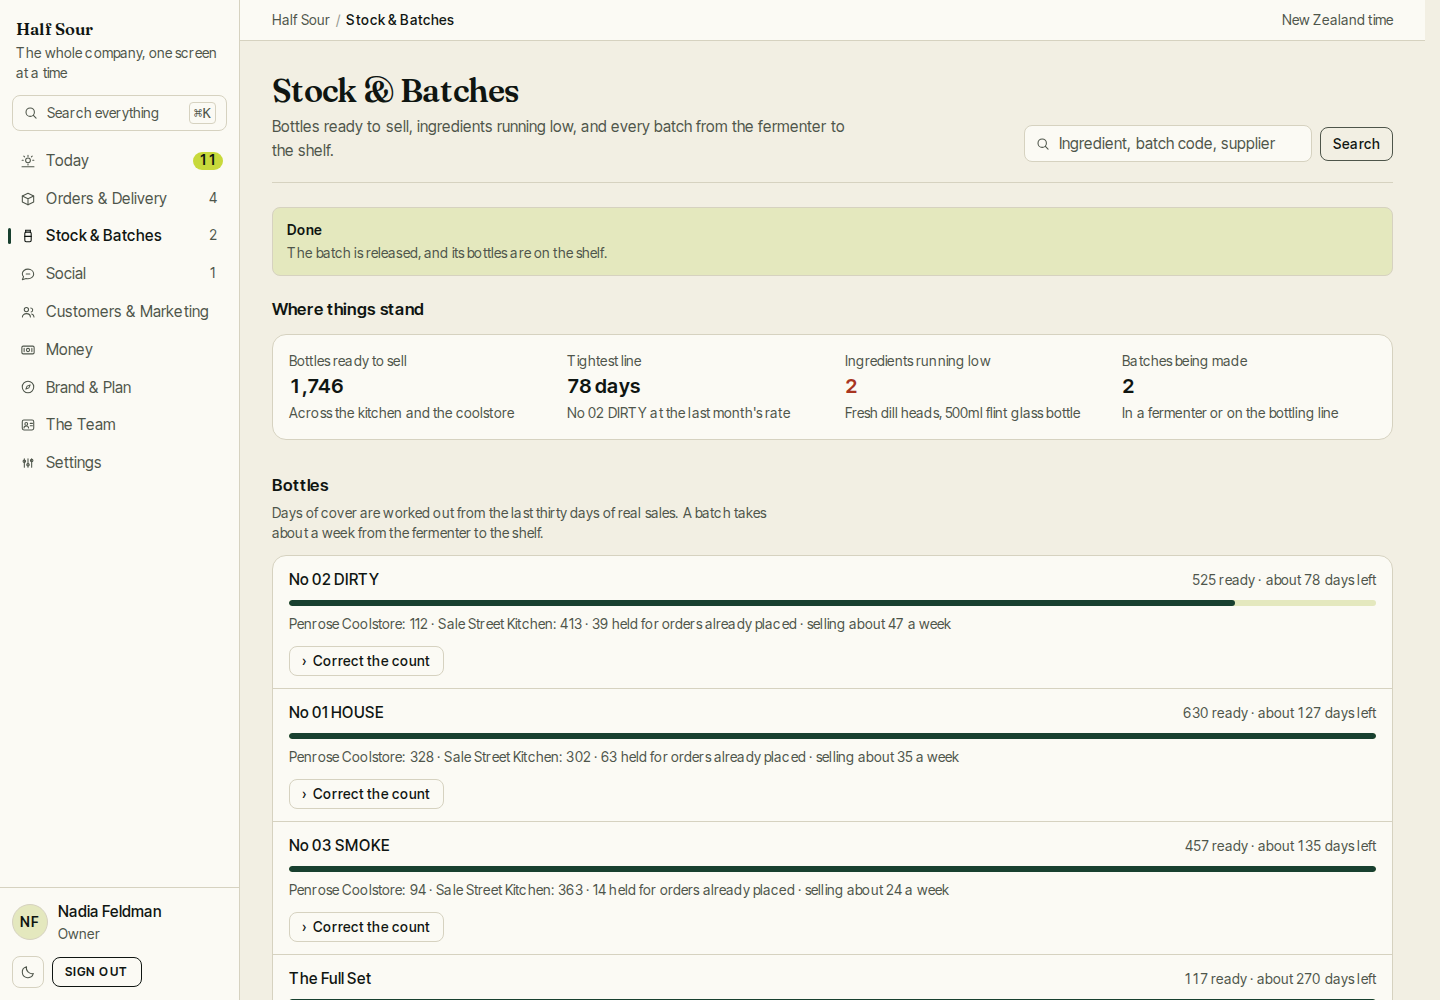 Half Sour
The whole company, one screen
at a time
Search everything
⌘K
Today
11
Orders & Delivery
4
Stock & Batches
2
Social
1
Customers & Marketing
Money
Brand & Plan
The Team
Settings
NF
Nadia Feldman
Owner
SIGN OUT
Half Sour / Stock & Batches
New Zealand time
Stock & Batches
Bottles ready to sell, ingredients running low, and every batch from the fermenter to
the shelf.
Ingredient, batch code, supplier
Search
Done
The batch is released, and its bottles are on the shelf.
Where things stand
Bottles ready to sell
1,746
Across the kitchen and the coolstore
Tightest line
78 days
No 02 DIRTY at the last month's rate
Ingredients running low
2
Fresh dill heads, 500ml flint glass bottle
Batches being made
2
In a fermenter or on the bottling line
Bottles
Days of cover are worked out from the last thirty days of real sales. A batch takes
about a week from the fermenter to the shelf.
No 02 DIRTY
525 ready · about 78 days left
Penrose Coolstore: 112 · Sale Street Kitchen: 413 · 39 held for orders already placed · selling about 47 a week
› Correct the count
No 01 HOUSE
630 ready · about 127 days left
Penrose Coolstore: 328 · Sale Street Kitchen: 302 · 63 held for orders already placed · selling about 35 a week
› Correct the count
No 03 SMOKE
457 ready · about 135 days left
Penrose Coolstore: 94 · Sale Street Kitchen: 363 · 14 held for orders already placed · selling about 24 a week
› Correct the count
The Full Set
117 ready · about 270 days left